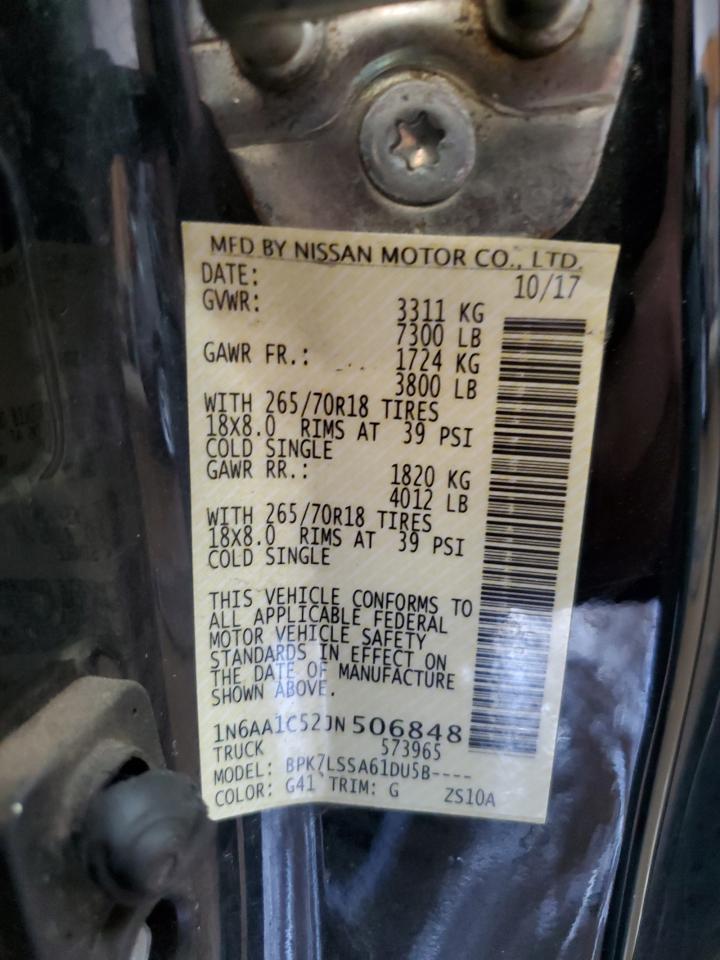 MFD BY NISSAN MOTOR CO., LTD.
DATE: 10/17
GVWR: 3311 KG
7300 LB
GAWR FR.: 1724 KG
3800 LB
WITH 265/70R18 TIRES
18X8.0 RIMS AT 39 PSI
COLD SINGLE
GAWR RR.: 1820 KG
4012 LB
WITH 265/70R18 TIRES
18X8.0 RIMS AT 39 PSI
COLD SINGLE
THIS VEHICLE CONFORMS TO
ALL APPLICABLE FEDERAL
MOTOR VEHICLE SAFETY
STANDARDS IN EFFECT ON
THE DATE OF MANUFACTURE
SHOWN ABOVE.
1N6AA1C52JN506848
TRUCK 573965
MODEL: BPK7LSSA61DU5B----
COLOR: G41 TRIM: G ZS10A